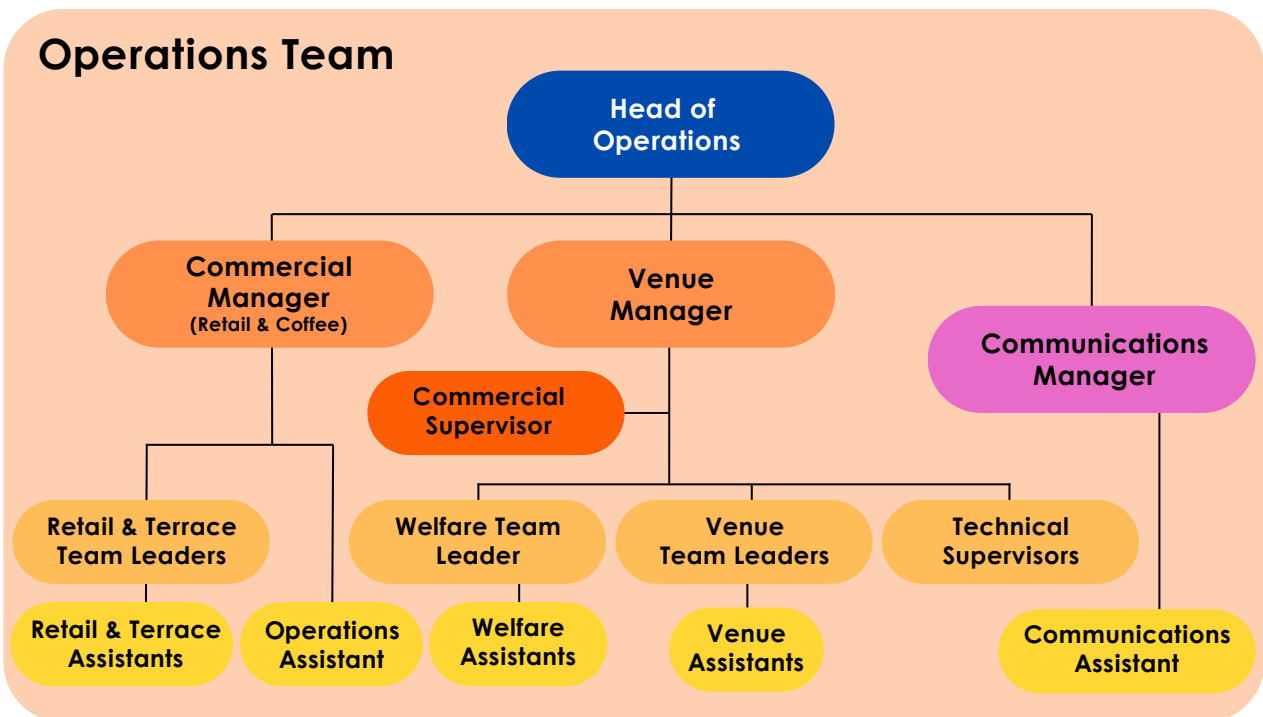 Operations Team
Head of
Operations
Commercial
Manager
(Retail & Coffee)
Venue
Manager
Communications
Manager
Commercial
Supervisor
Retail & Terrace
Team Leaders
Welfare Team
Leader
Venue
Team Leaders
Technical
Supervisors
Retail & Terrace
Assistants
Operations
Assistant
Welfare
Assistants
Venue
Assistants
Communications
Assistant